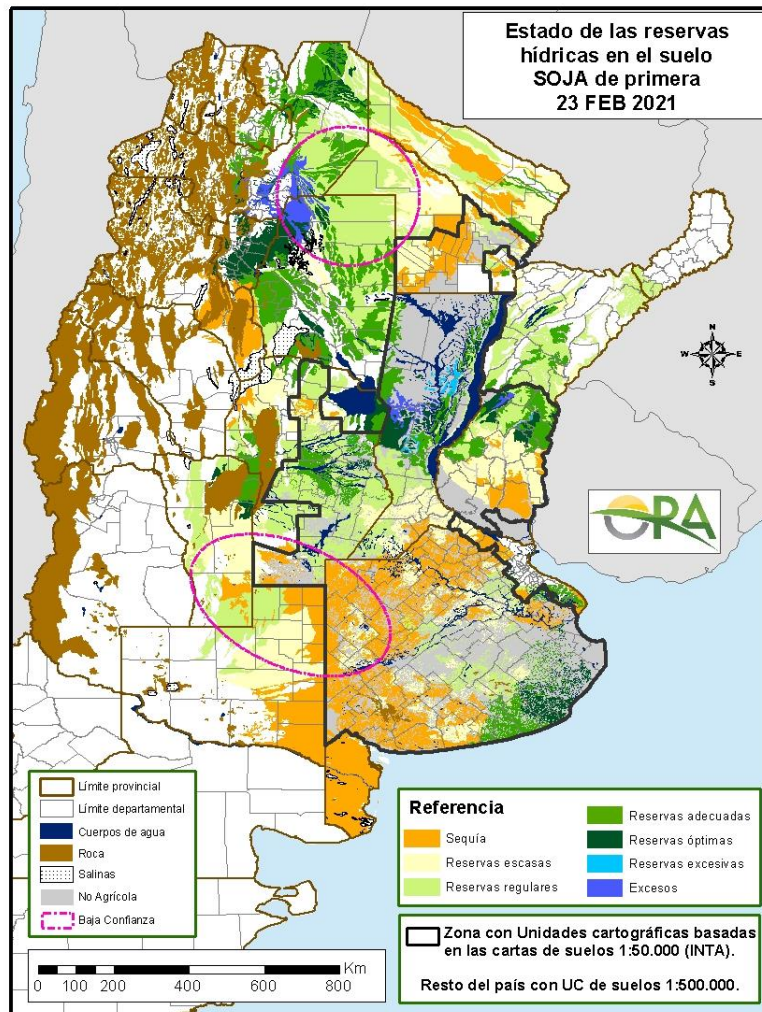 Estado de las reservas
hídricas en el suelo
SOJA de primera
23 FEB 2021
N
W
E
S
ORA
Límite provincial
Límite departamental
Cuerpos de agua
Roca
Salinas
No Agrícola
Baja Confianza
Referencia
Sequía
Reservas escasas
Reservas regulares
Reservas adecuadas
Reservas óptimas
Reservas excesivas
Excesos
Zona con Unidades cartográficas basadas
en las cartas de suelos 1:50.000 (INTA).
Resto del país con UC de suelos 1:500.000.
Km
0 100 200 400 600 800